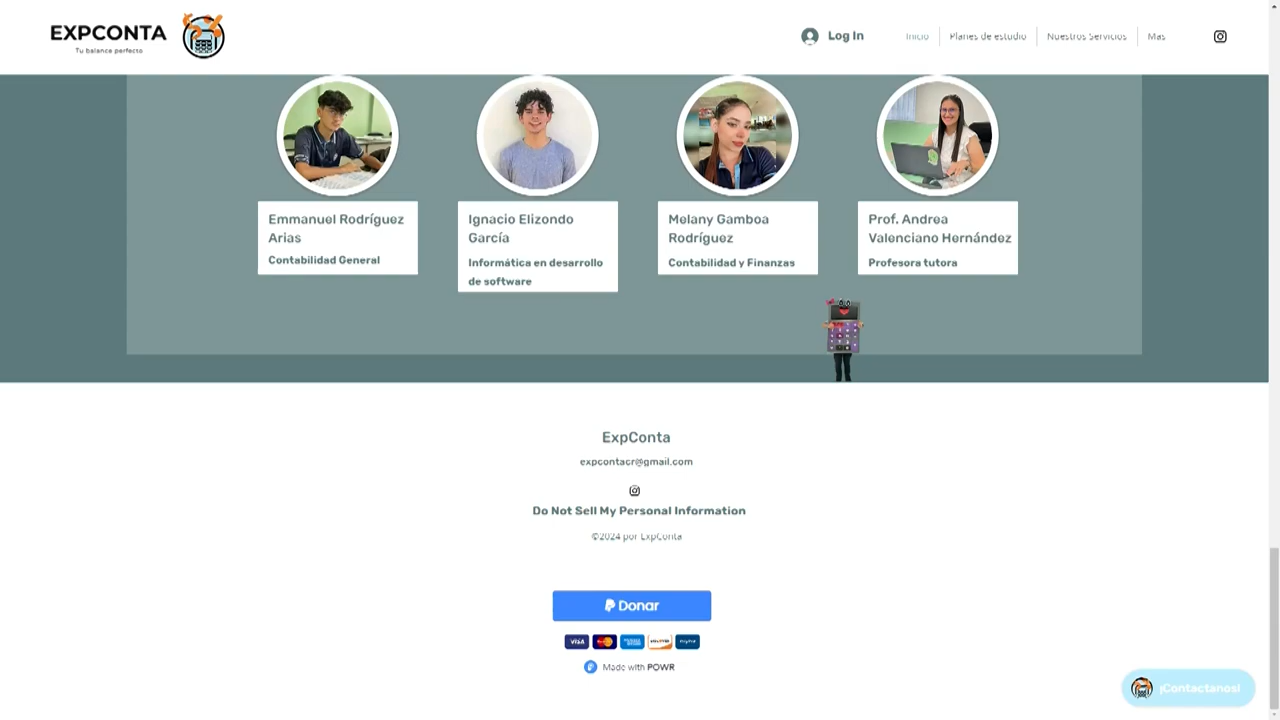 EXPCONTA
Tu balance perfecto
Log In
Inicio
Planes de estudio
Nuestros Servicios
Mas
Emmanuel Rodríguez
Arias
Contabilidad General
Ignacio Elizondo
García
Informática en desarrollo
de software
Melany Gamboa
Rodríguez
Contabilidad y Finanzas
Prof. Andrea
Valenciano Hernández
Profesora tutora
ExpConta
expcontacr@gmail.com
Do Not Sell My Personal Information
©2024 por ExpConta
Donar
VISA
Made with POWR
¡Contactanos!